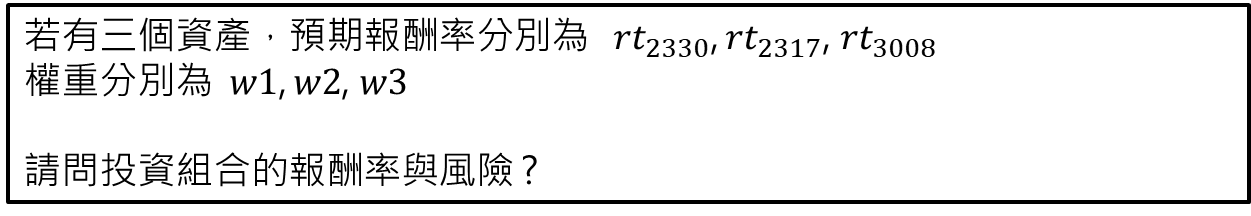 若有三個資產，預期報酬率分別為 rt₂₃₃₀, rt₂₃₁₇, rt₃₀₀₈
權重分別為 w1, w2, w3
請問投資組合的報酬率與風險？